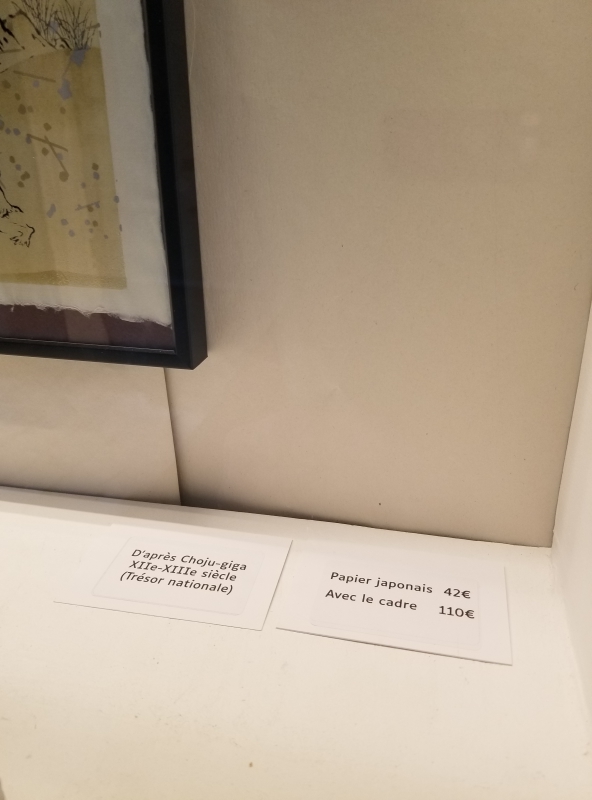 D'après Choju-giga
XIIe-XIIIe siècle
(Trésor nationale)
Papier japonais 42€
Avec le cadre 110€